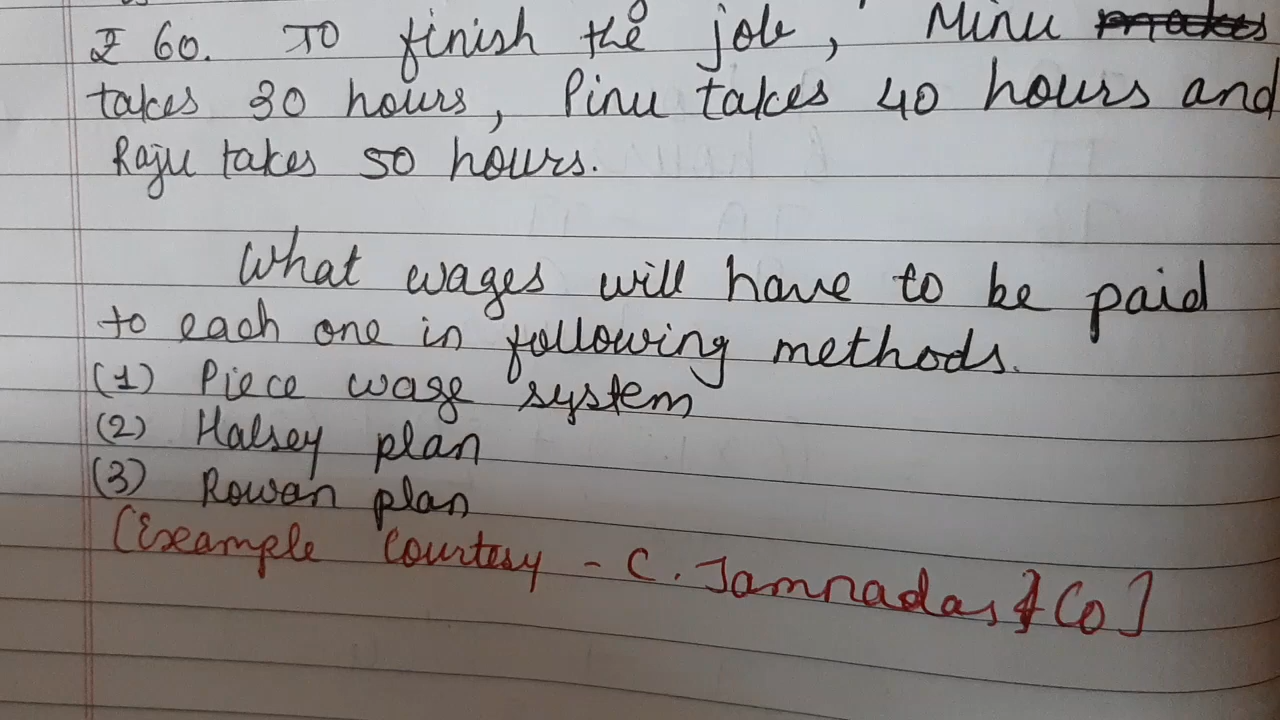 ₹ 60. To finish the job, Minu
takes 30 hours, Pinu takes 40 hours and
Raju takes 50 hours.
What wages will have to be paid
to each one in following methods.
(1) Piece wage system
(2) Halsey plan
(3) Rowan plan
[Example Courtesy - C. Jamnadas & Co]